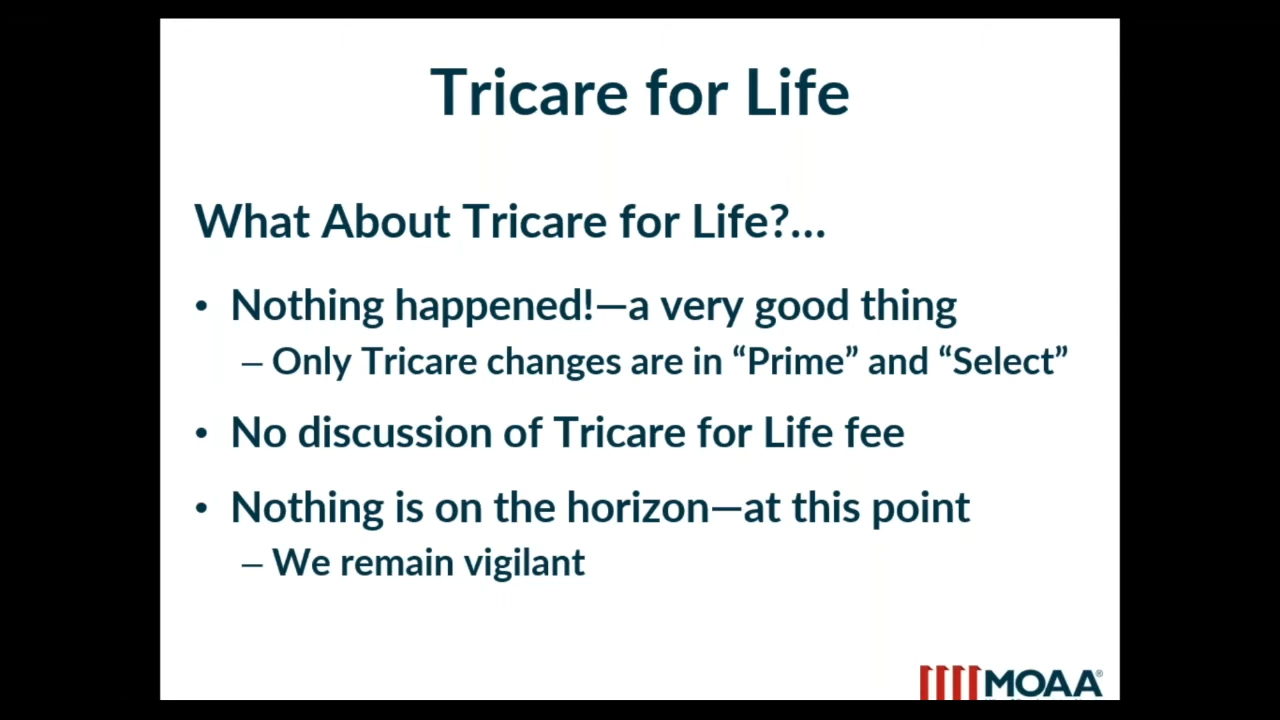 Tricare for Life
What About Tricare for Life?...
• Nothing happened!—a very good thing
– Only Tricare changes are in “Prime” and “Select”
• No discussion of Tricare for Life fee
• Nothing is on the horizon—at this point
– We remain vigilant
MOAA®